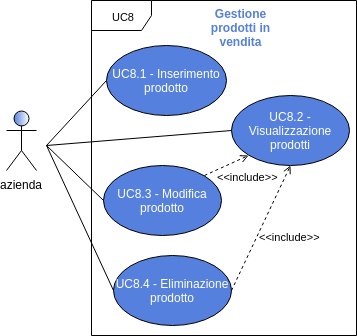 UC8
Gestione
prodotti in
vendita
UC8.1 - Inserimento
prodotto
UC8.2 -
Visualizzazione
prodotti
azienda
<<include>>
UC8.3 - Modifica
prodotto
<<include>>
UC8.4 - Eliminazione
prodotto